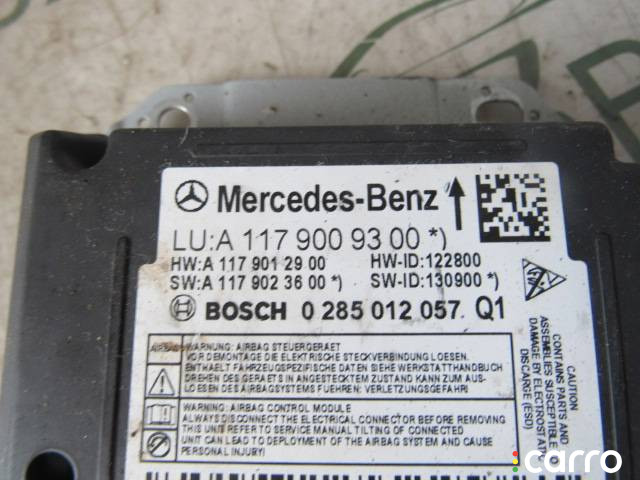 Mercedes-Benz
LU:A 117 900 93 00 *)
HW:A 117 901 29 00 HW-ID:122800
SW:A 117 902 36 00 *) SW-ID:130900 *)
BOSCH 0 285 012 057 Q1
AIRBAG
WARNUNG: AIRBAG STEUERGERAET
VOR DEMONTAGE DIE ELEKTRISCHE STECKVERBINDUNG LOESEN.
ENTHAELT FAHRZEUGSPEZIFISCHE DATEN SIEHE WERKSTATTHANDBUCH
DREHEN DES GERAETS IN ANGESTECKTEM ZUSTAND KANN ZUM AUS-
LOESEN DES AIRBAGSYSTEMS FUEHREN: VERLETZUNGSGEFAHR!
WARNING: AIRBAG CONTROL MODULE
ALWAYS DISCONNECT THE ELECTRICAL CONNECTOR BEFORE REMOVING
THIS UNIT REFER TO SERVICE MANUAL TILTING OF CONNECTED
UNIT CAN LEAD TO DEPLOYMENT OF THE AIRBAG SYSTEM AND CAUSE
PERSONAL INJURY!
CAUTION
CONTAINS PARTS AND
ASSEMBLIES SUSCEPTIBLE TO
DAMAGE BY ELECTROSTATIC
DISCHARGE (ESD)
carro